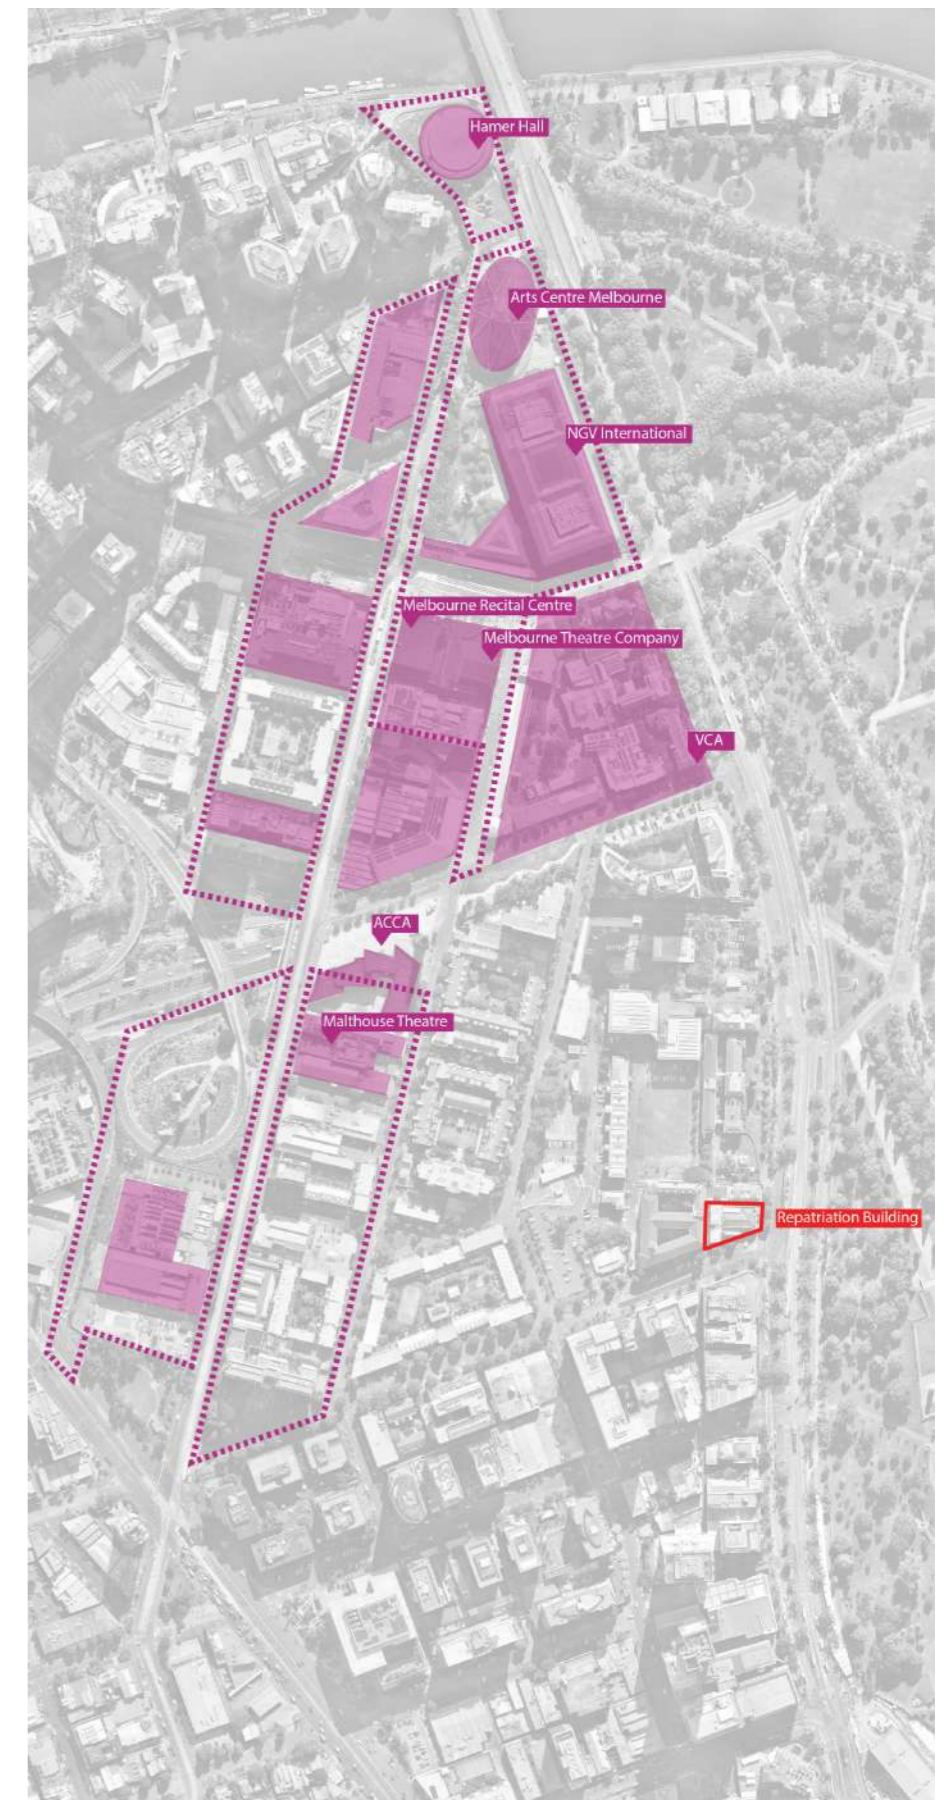 Hamer Hall
Arts Centre Melbourne
NGV International
Melbourne Recital Centre
Melbourne Theatre Company
VCA
ACCA
Malthouse Theatre
Repatriation Building